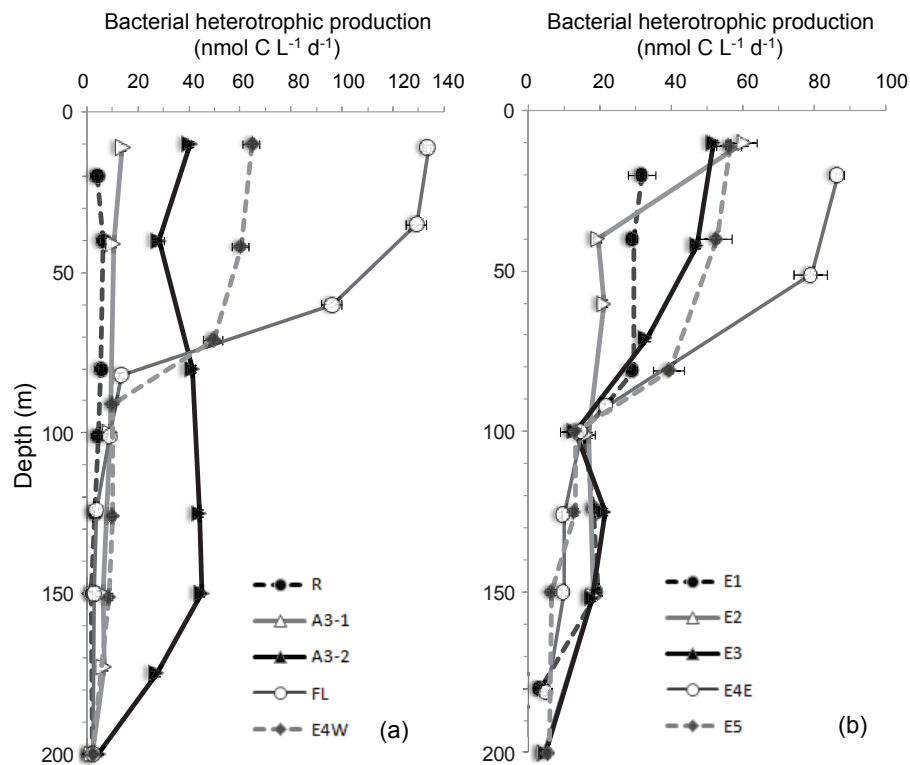 Bacterial heterotrophic production
(nmol C L⁻¹ d⁻¹)
0 20 40 60 80 100 120 140
0
50
100
150
200
Depth (m)
R
A3-1
A3-2
FL
E4W
(a)
Bacterial heterotrophic production
(nmol C L⁻¹ d⁻¹)
0 20 40 60 80 100
0
50
100
150
200
E1
E2
E3
E4E
E5
(b)